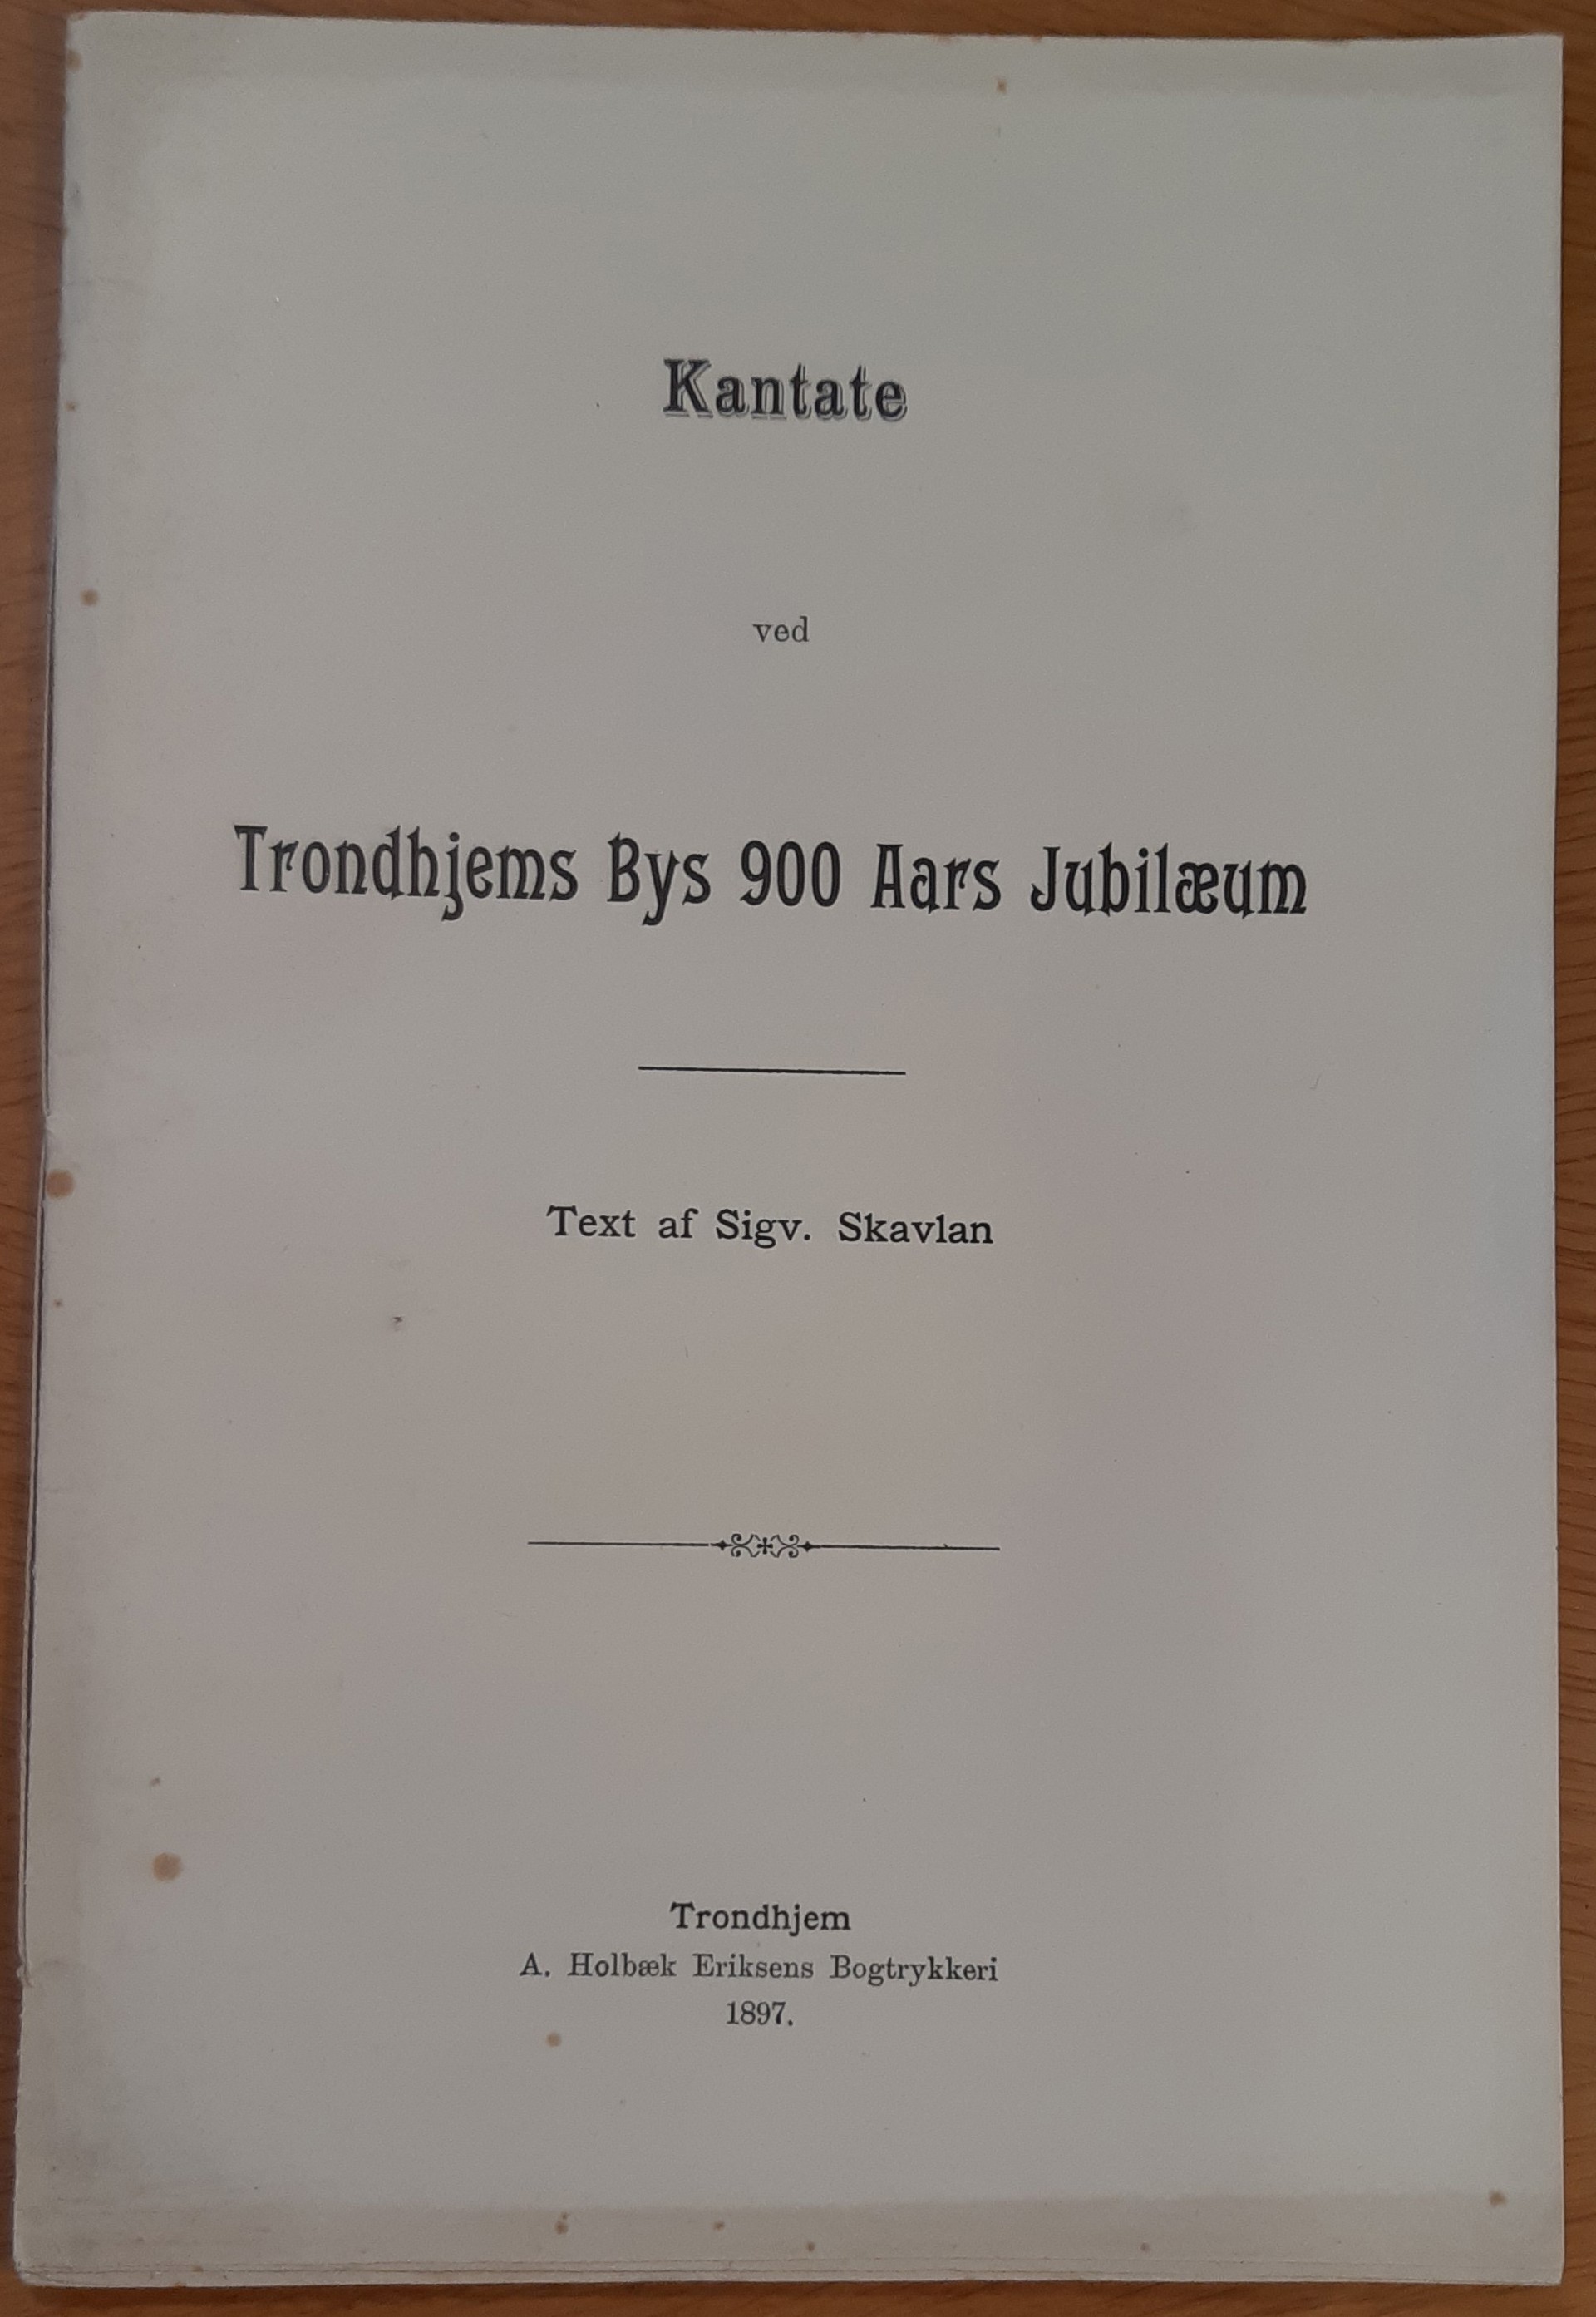 Kantate
ved
Trondhjems Bys 900 Aars Jubilæum
Text af Sigv. Skavlan
Trondhjem
A. Holbæk Eriksens Bogtrykkeri
1897.